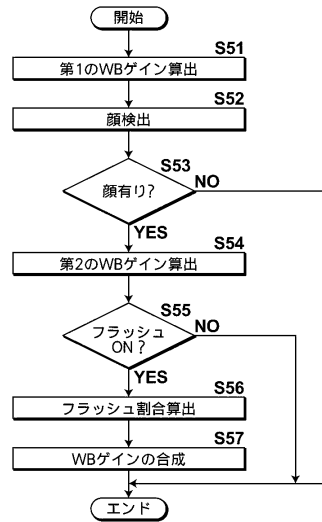 開始
S51
第1のWBゲイン算出
S52
顔検出
S53
顔有り?
NO
YES
S54
第2のWBゲイン算出
S55
フラッシュ
ON?
NO
YES
S56
フラッシュ割合算出
S57
WBゲインの合成
エンド